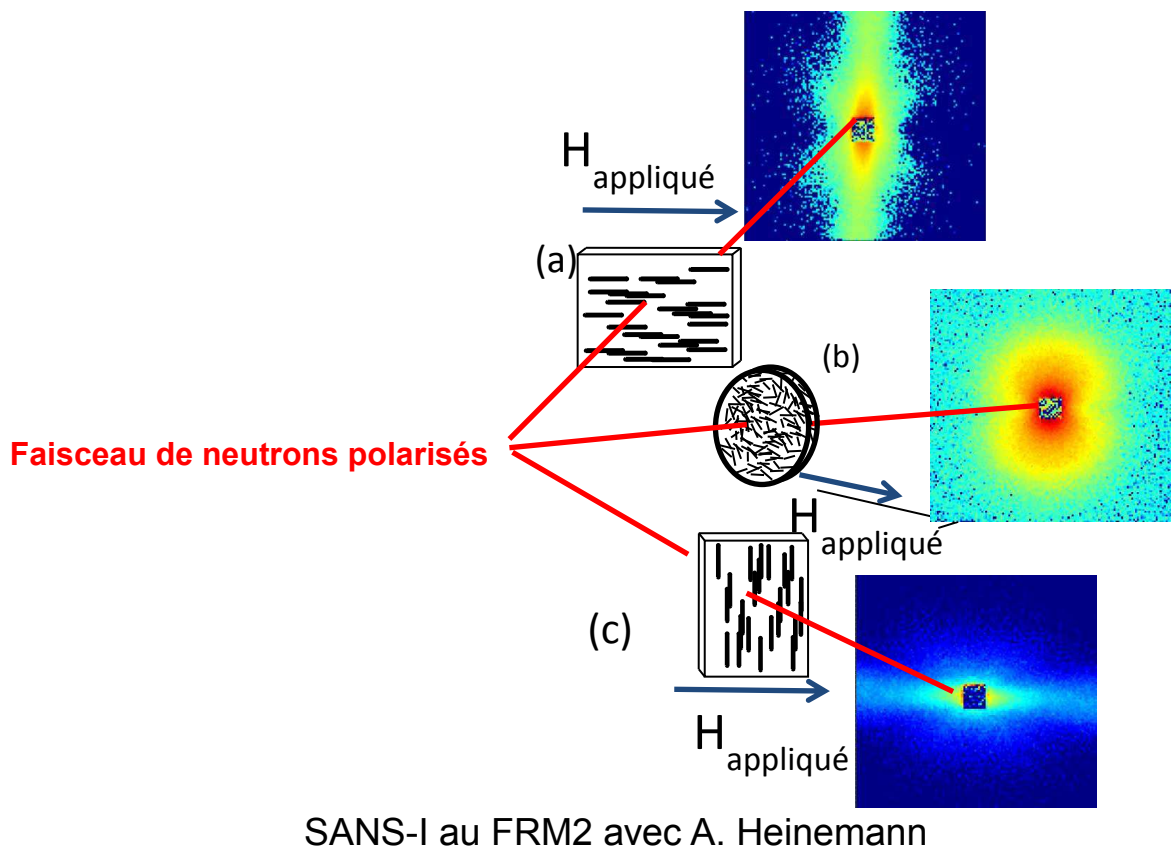 H appliqué
(a)
(b)
Faisceau de neutrons polarisés
H appliqué
(c)
H appliqué
SANS-I au FRM2 avec A. Heinemann